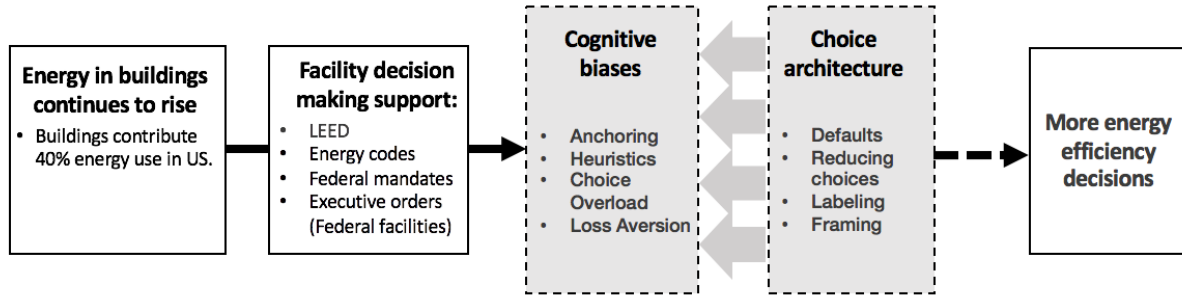 Energy in buildings
continues to rise
• Buildings contribute
40% energy use in US.
Facility decision
making support:
• LEED
• Energy codes
• Federal mandates
• Executive orders
(Federal facilities)
Cognitive
biases
• Anchoring
• Heuristics
• Choice
Overload
• Loss Aversion
Choice
architecture
• Defaults
• Reducing
choices
• Labeling
• Framing
More energy
efficiency
decisions